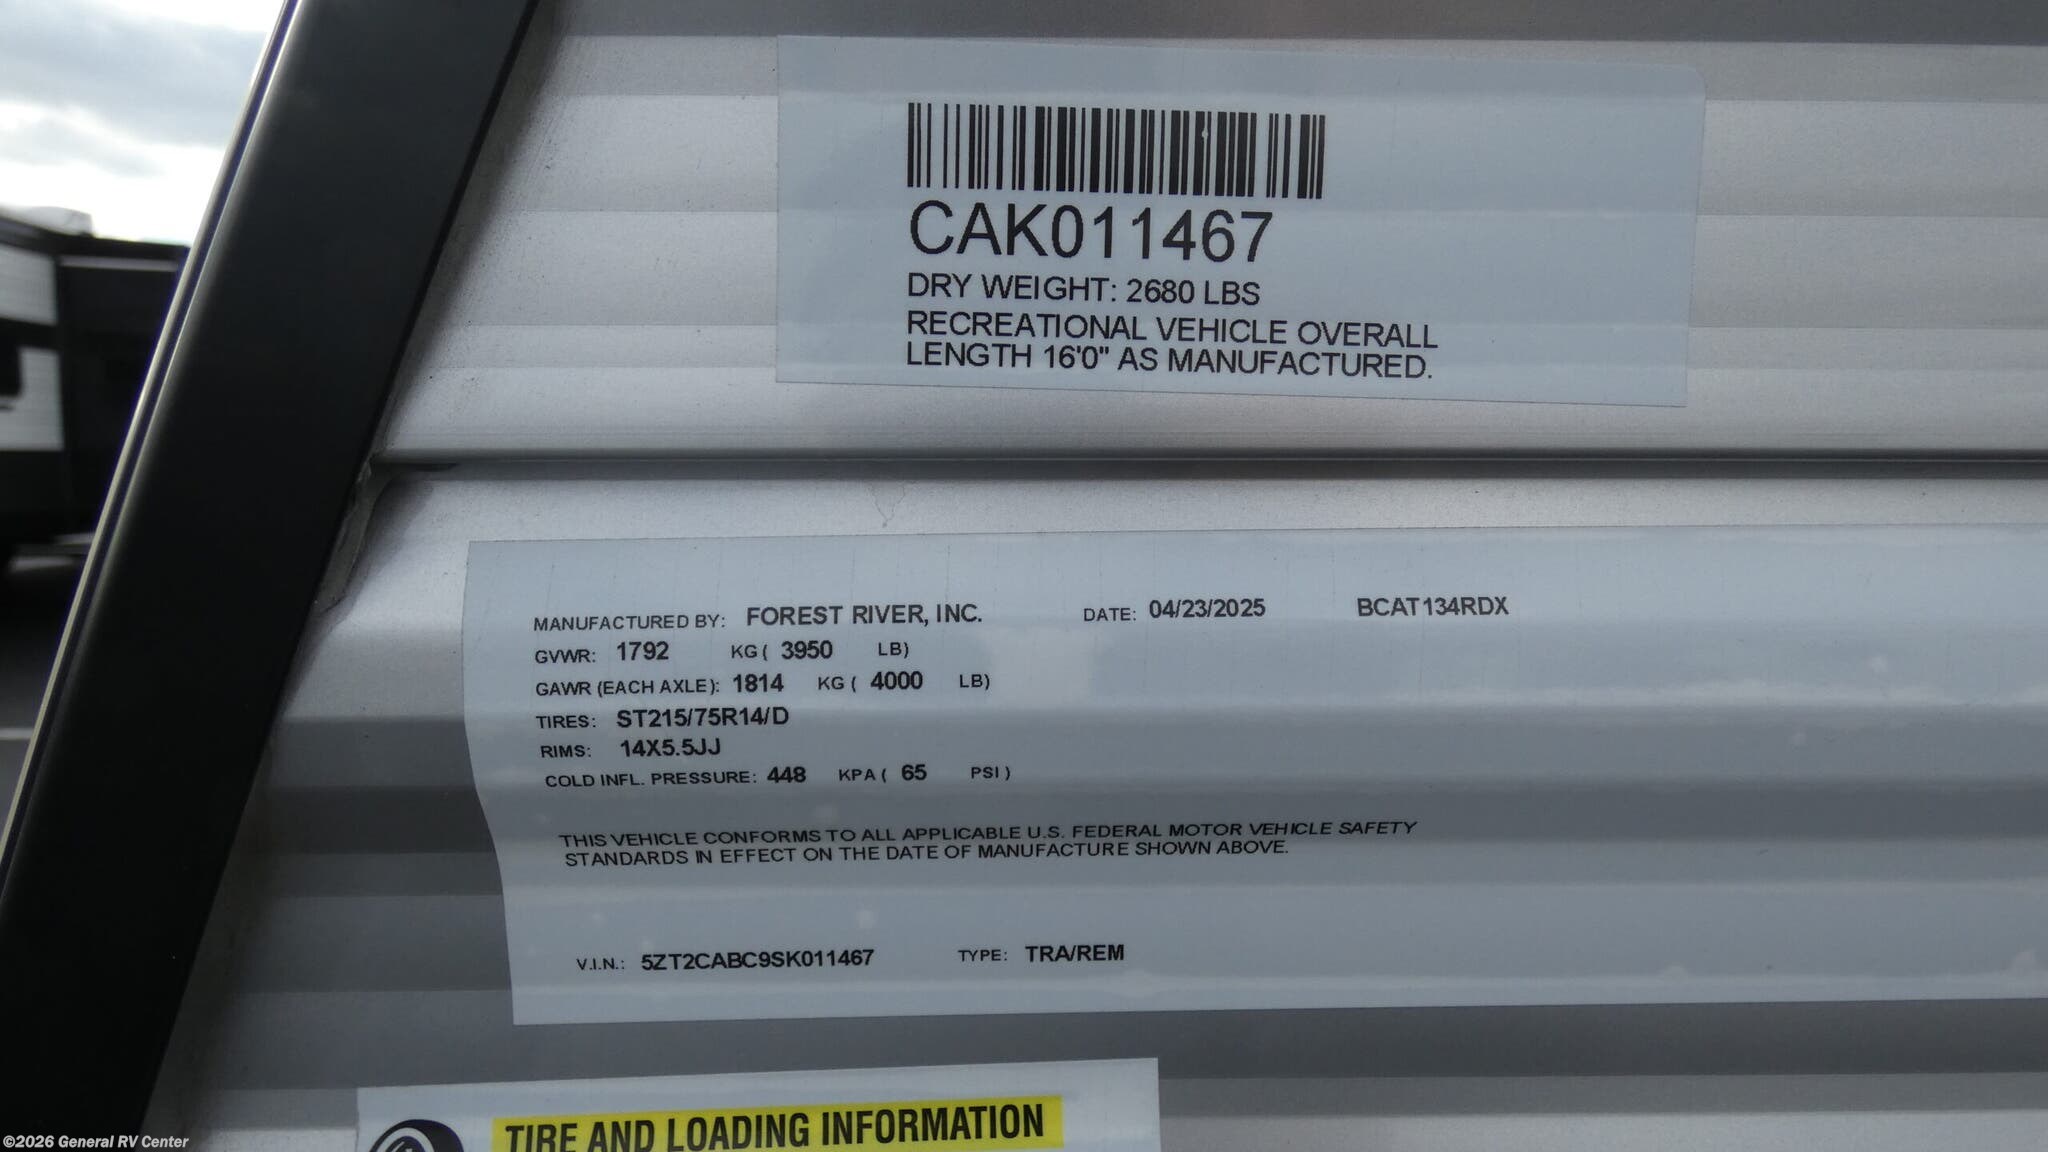 CAK011467
DRY WEIGHT: 2680 LBS
RECREATIONAL VEHICLE OVERALL
LENGTH 16'0" AS MANUFACTURED.
MANUFACTURED BY: FOREST RIVER, INC. DATE: 04/23/2025 BCAT134RDX
GVWR: 1792 KG ( 3950 LB)
GAWR (EACH AXLE): 1814 KG ( 4000 LB)
TIRES: ST215/75R14/D
RIMS: 14X5.5JJ
COLD INFL. PRESSURE: 448 KPA ( 65 PSI )
THIS VEHICLE CONFORMS TO ALL APPLICABLE U.S. FEDERAL MOTOR VEHICLE SAFETY
STANDARDS IN EFFECT ON THE DATE OF MANUFACTURE SHOWN ABOVE.
V.I.N.: 5ZT2CABC9SK011467 TYPE: TRA/REM
TIRE AND LOADING INFORMATION
©2026 General RV Center